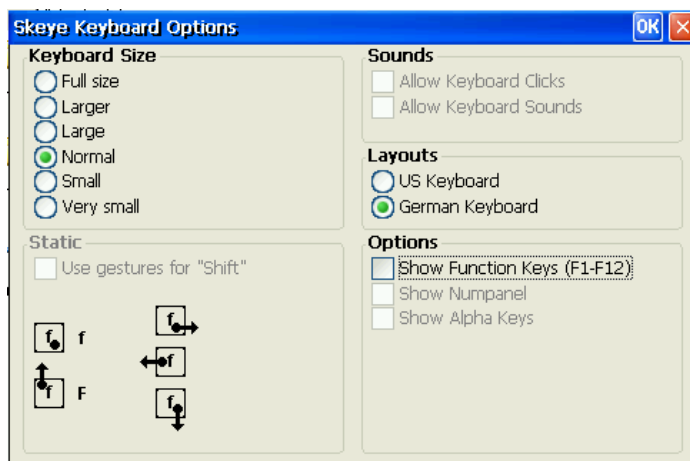 Skeye Keyboard Options OK
Keyboard Size
Full size
Larger
Large
Normal
Small
Very small
Sounds
Allow Keyboard Clicks
Allow Keyboard Sounds
Layouts
US Keyboard
German Keyboard
Static
Use gestures for "Shift"
f f
f F
f
f
f
Options
Show Function Keys (F1-F12)
Show Numpanel
Show Alpha Keys